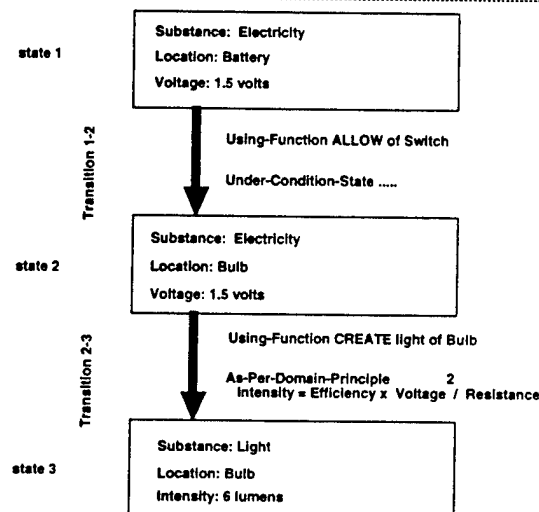 state 1
Substance: Electricity
Location: Battery
Voltage: 1.5 volts
Transition 1-2
Using-Function ALLOW of Switch
Under-Condition-State .....
state 2
Substance: Electricity
Location: Bulb
Voltage: 1.5 volts
Transition 2-3
Using-Function CREATE light of Bulb
As-Per-Domain-Principle 2
Intensity = Efficiency x Voltage / Resistance
state 3
Substance: Light
Location: Bulb
Intensity: 6 lumens